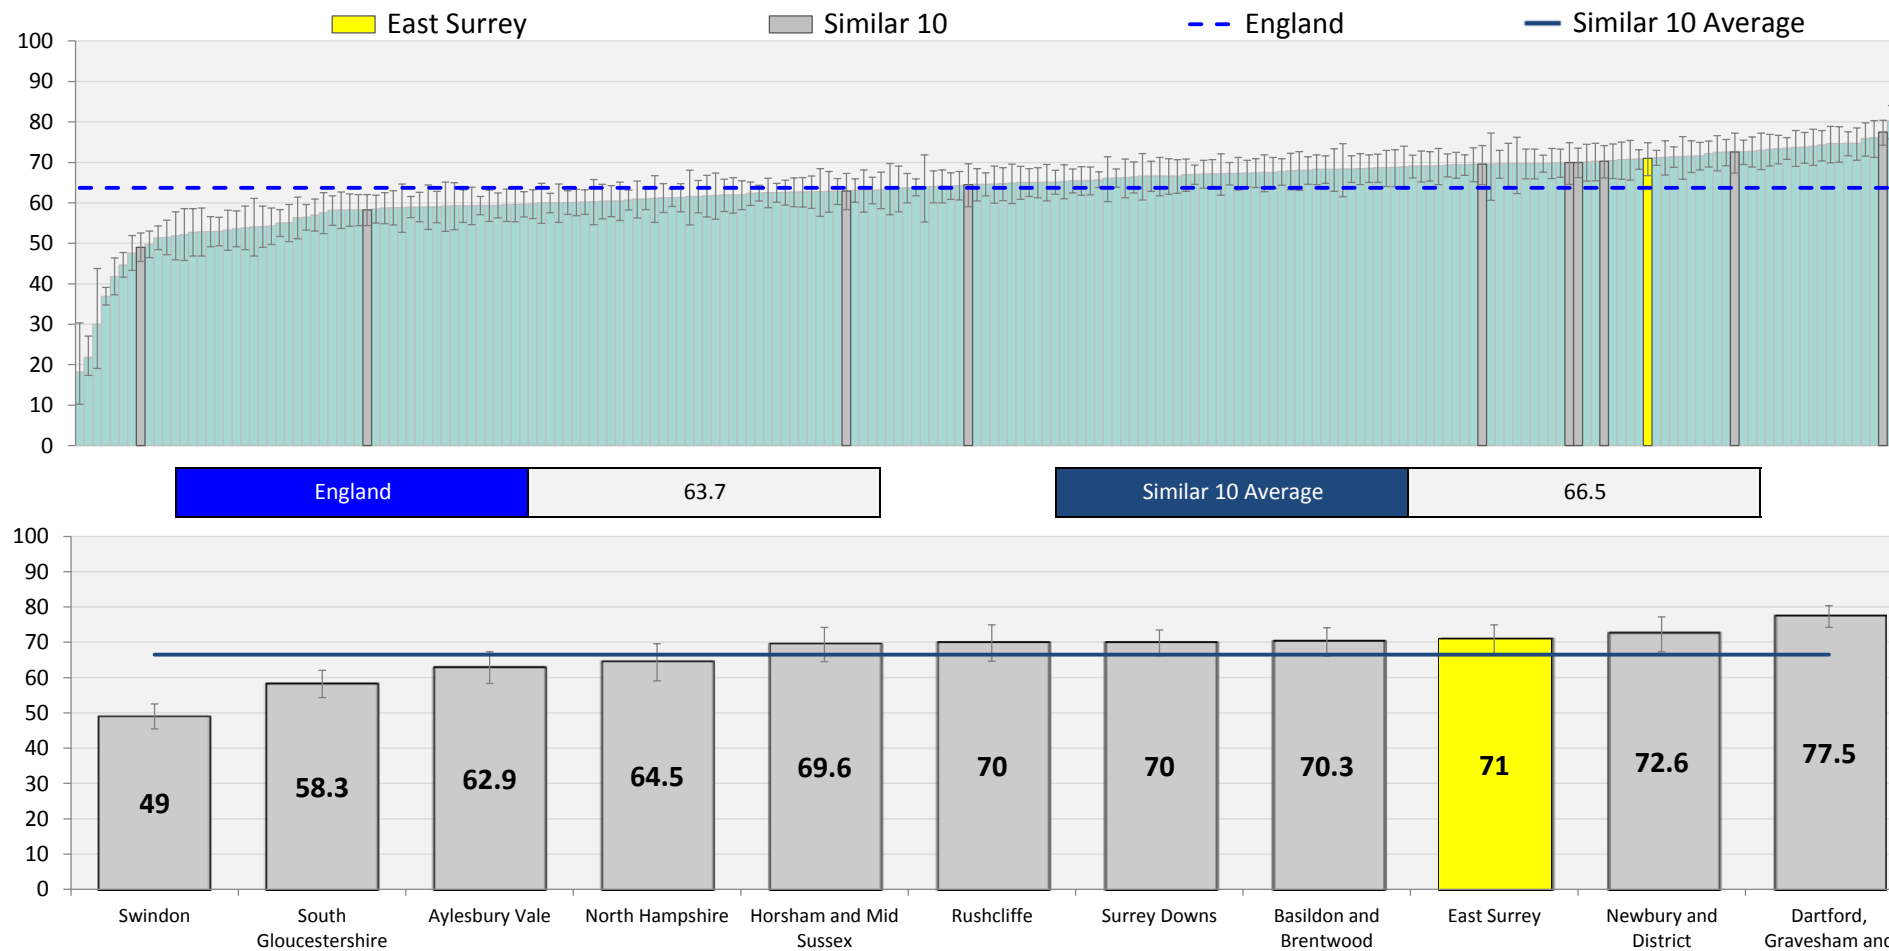 East Surrey
Similar 10
England
Similar 10 Average
100
90
80
70
60
50
40
30
20
10
0
England
63.7
Similar 10 Average
66.5
100
90
80
70
60
50
40
30
20
10
0
49
58.3
62.9
64.5
69.6
70
70
70.3
71
72.6
77.5
Swindon
South
Gloucestershire
Aylesbury Vale
North Hampshire
Horsham and Mid
Sussex
Rushcliffe
Surrey Downs
Basildon and
Brentwood
East Surrey
Newbury and
District
Dartford,
Gravesham and